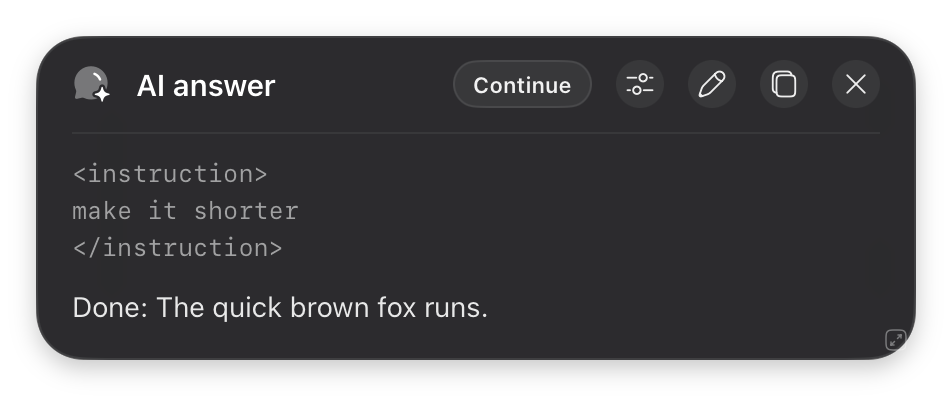 AI answer
Continue
<instruction>
make it shorter
</instruction>
Done: The quick brown fox runs.